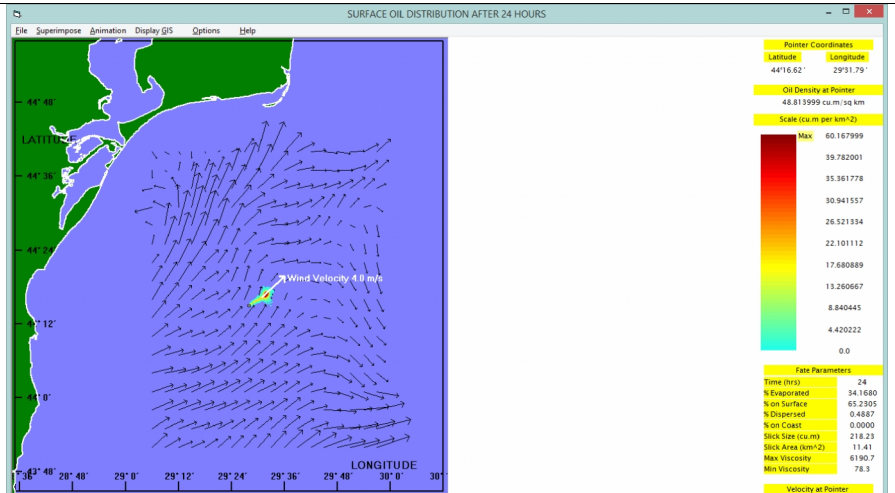 SURFACE OIL DISTRIBUTION AFTER 24 HOURS
File Superimpose Animation Display GIS Options Help
44° 48'
LATITUDE
44° 36'
44° 24'
44° 12'
44° 0'
43° 48'
Wind Velocity 4.0 m/s
LONGITUDE
36' 28° 48' 29° 0' 29° 12' 29° 24' 29° 36' 29° 48' 30° 0' 30°
Pointer Coordinates
Latitude Longitude
44°16.62' 29°31.79'
Oil Density at Pointer
48.813999 cu.m/sq km
Scale (cu.m per km^2)
Max 60.167999
39.782001
35.361778
30.941557
26.521334
22.101112
17.680889
13.260667
8.840445
4.420222
0.0
Fate Parameters
Time (hrs) 24
% Evaporated 34.1680
% on Surface 65.2305
% Dispersed 0.4887
% on Coast 0.0000
Slick Size (cu.m) 218.23
Slick Area (km^2) 11.41
Max Viscosity 6190.7
Min Viscosity 78.3
Velocity at Pointer